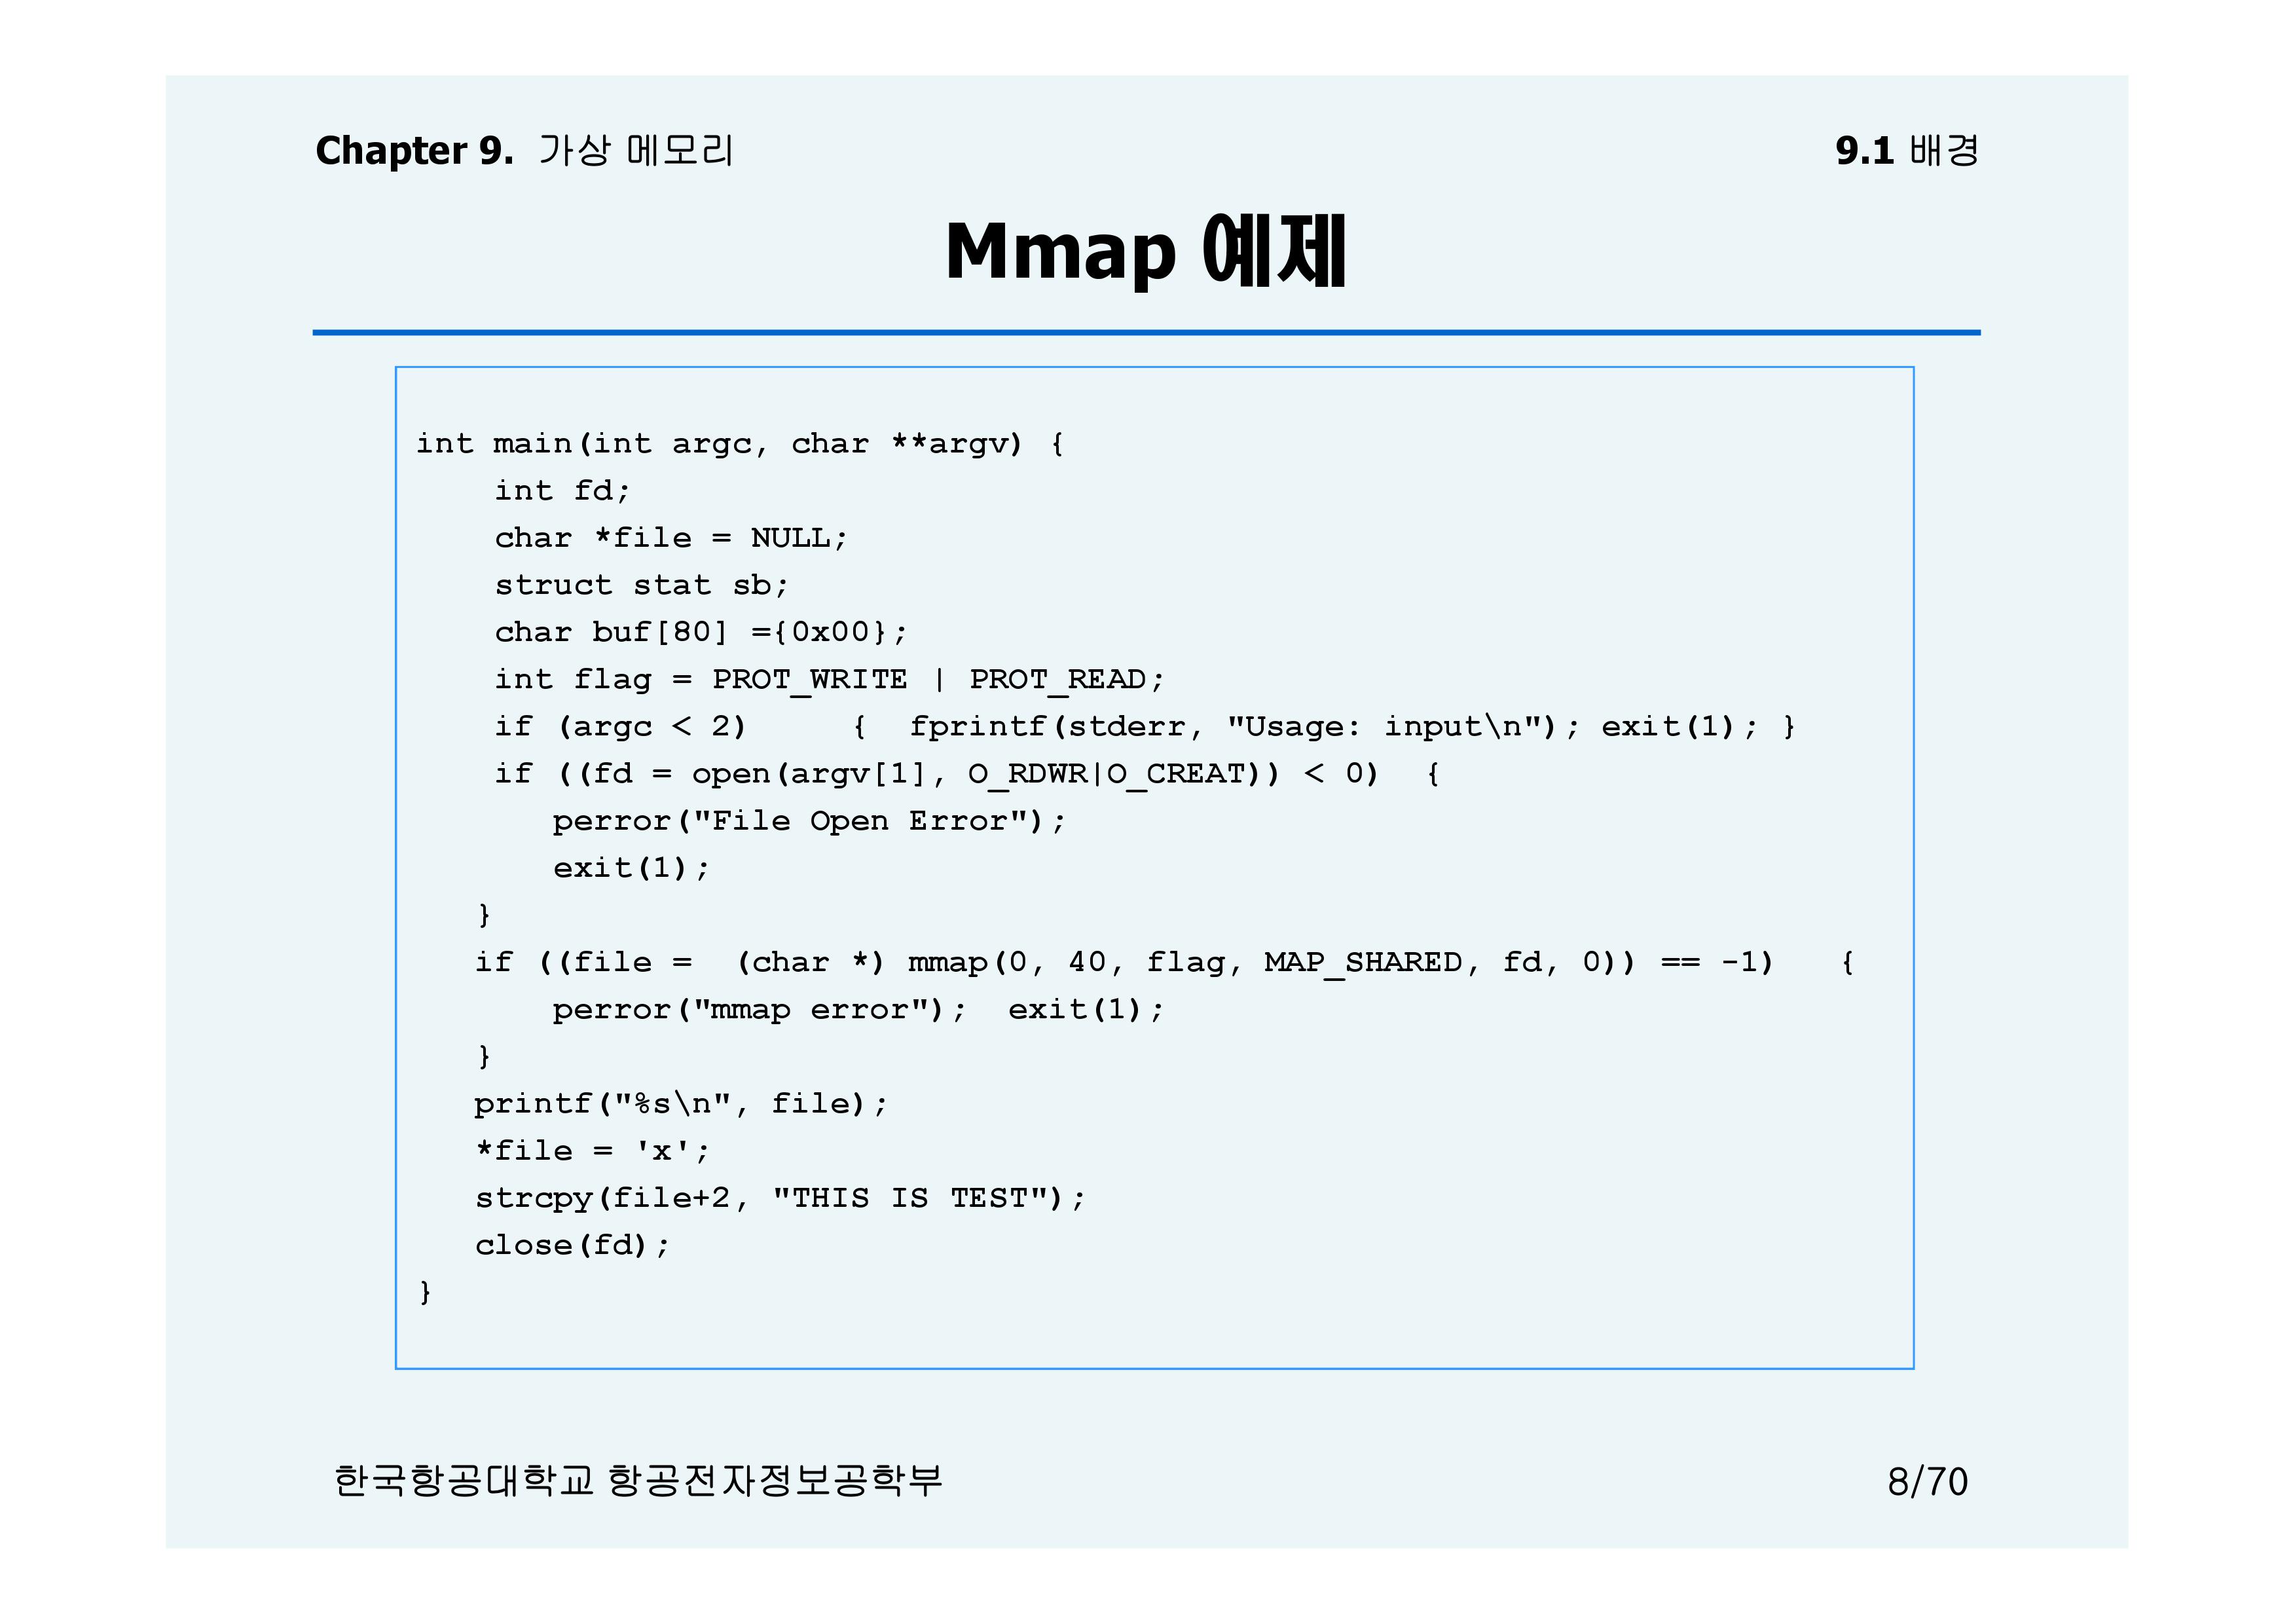 Chapter 9. 가상 메모리
9.1 배경
Mmap 예제
int main(int argc, char **argv) {
    int fd;
    char *file = NULL;
    struct stat sb;
    char buf[80] ={0x00};
    int flag = PROT_WRITE | PROT_READ;
    if (argc < 2)     {  fprintf(stderr, "Usage: input\n"); exit(1); }
    if ((fd = open(argv[1], O_RDWR|O_CREAT)) < 0)  {
       perror("File Open Error");
       exit(1);
   }
   if ((file =  (char *) mmap(0, 40, flag, MAP_SHARED, fd, 0)) == -1)   {
       perror("mmap error");  exit(1);
   }
   printf("%s\n", file);
   *file = 'x';
   strcpy(file+2, "THIS IS TEST");
   close(fd);
}
한국항공대학교 항공전자정보공학부
8/70